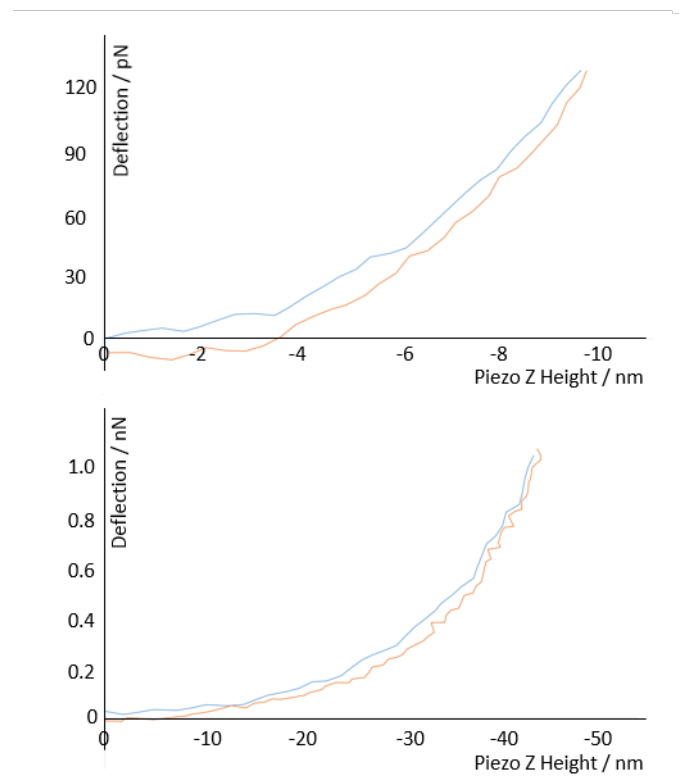 Deflection / pN
120
90
60
30
0
0 -2 -4 -6 -8 -10
Piezo Z Height / nm
Deflection / nN
1.0
0.8
0.6
0.4
0.2
0
0 -10 -20 -30 -40 -50
Piezo Z Height / nm